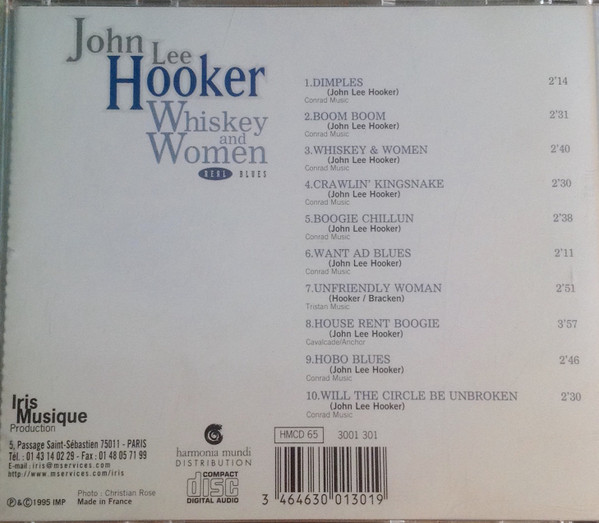 John Lee
Hooker
Whiskey
and
Women
REAL BLUES
1.DIMPLES 2'14
(John Lee Hooker)
Conrad Music
2.BOOM BOOM 2'31
(John Lee Hooker)
Conrad Music
3.WHISKEY & WOMEN 2'40
(John Lee Hooker)
Conrad Music
4.CRAWLIN' KINGSNAKE 2'30
(John Lee Hooker)
Conrad Music
5.BOOGIE CHILLUN 2'38
(John Lee Hooker)
Conrad Music
6.WANT AD BLUES 2'11
(John Lee Hooker)
Conrad Music
7.UNFRIENDLY WOMAN 2'51
(Hooker / Bracken)
Tristan Music
8.HOUSE RENT BOOGIE 3'57
(John Lee Hooker)
Cavalcade/Anchor
9.HOBO BLUES 2'46
(John Lee Hooker)
Conrad Music
10.WILL THE CIRCLE BE UNBROKEN 2'30
(John Lee Hooker)
Conrad Music
Iris
Musique
Production
5, Passage Saint-Sébastien 75011 - PARIS
Tél. : 01 43 14 02 29 - Fax : 01 48 05 71 99
E-mail : iris@mservices.com
http://www.mservices.com/iris
Photo : Christian Rose
℗&©1995 IMP Made in France
harmonia mundi
DISTRIBUTION
COMPACT
disc
DIGITAL AUDIO
HMCD 65 3001 301
3 464630 013019